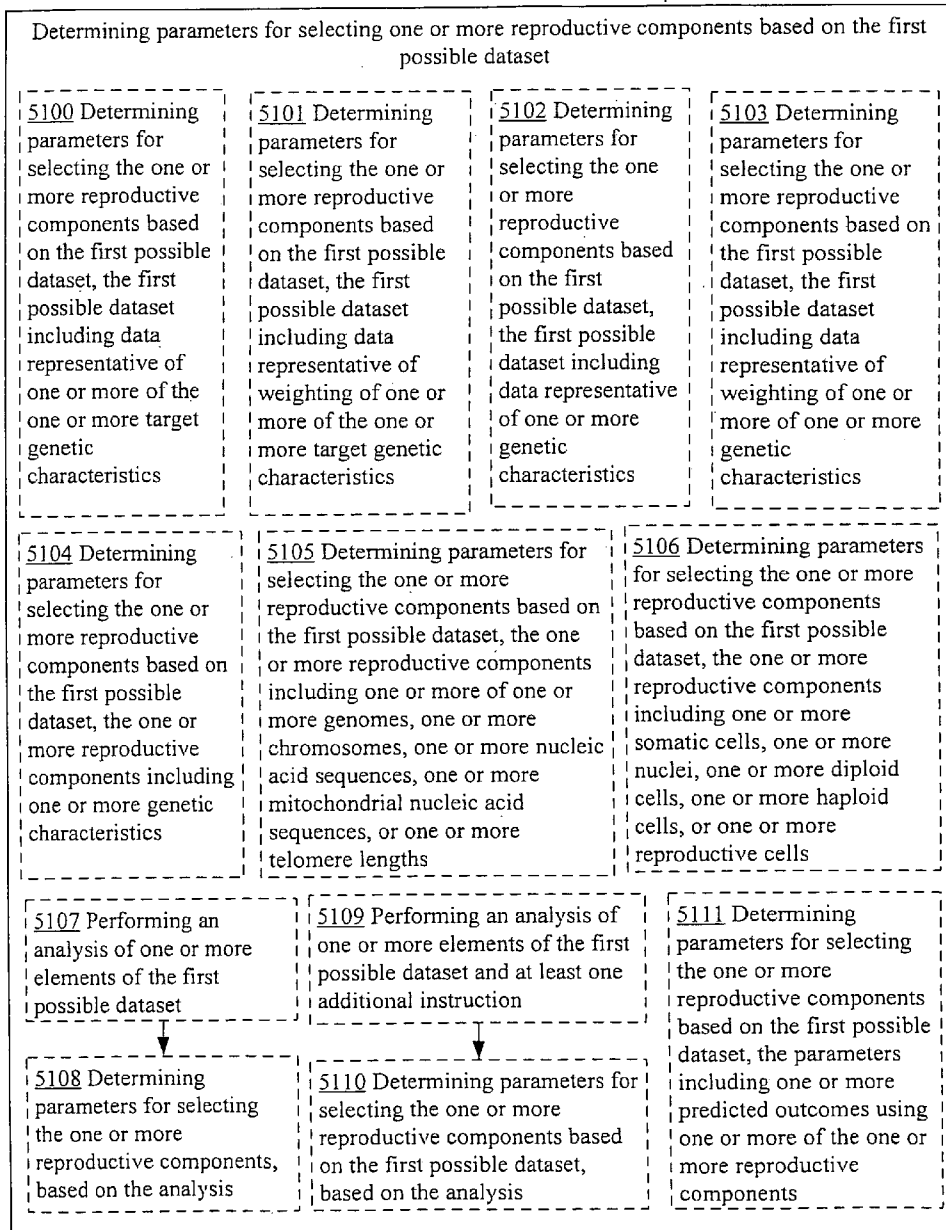 Determining parameters for selecting one or more reproductive components based on the first
possible dataset
5100 Determining
parameters for
selecting the one or
more reproductive
components based
on the first possible
dataset, the first
possible dataset
including data
representative of
one or more of the
one or more target
genetic
characteristics
5101 Determining
parameters for
selecting the one or
more reproductive
components based
on the first possible
dataset, the first
possible dataset
including data
representative of
weighting of one or
more of the one or
more target genetic
characteristics
5102 Determining
parameters for
selecting the one
or more
reproductive
components based
on the first
possible dataset,
the first possible
dataset including
data representative
of one or more
genetic
characteristics
5103 Determining
parameters for
selecting the one or
more reproductive
components based on
the first possible
dataset, the first
possible dataset
including data
representative of
weighting of one or
more of one or more
genetic
characteristics
5104 Determining
parameters for
selecting the one or
more reproductive
components based on
the first possible
dataset, the one or
more reproductive
components including
one or more genetic
characteristics
5105 Determining parameters for
selecting the one or more
reproductive components based on
the first possible dataset, the one
or more reproductive components
including one or more of one or
more genomes, one or more
chromosomes, one or more nucleic
acid sequences, one or more
mitochondrial nucleic acid
sequences, or one or more
telomere lengths
5106 Determining parameters
for selecting the one or more
reproductive components
based on the first possible
dataset, the one or more
reproductive components
including one or more
somatic cells, one or more
nuclei, one or more diploid
cells, one or more haploid
cells, or one or more
reproductive cells
5107 Performing an
analysis of one or more
elements of the first
possible dataset
5109 Performing an analysis of
one or more elements of the first
possible dataset and at least one
additional instruction
5111 Determining
parameters for selecting
the one or more
reproductive components
based on the first possible
dataset, the parameters
including one or more
predicted outcomes using
one or more of the one or
more reproductive
components
5108 Determining
parameters for selecting
the one or more
reproductive components,
based on the analysis
5110 Determining parameters for
selecting the one or more
reproductive components based
on the first possible dataset,
based on the analysis